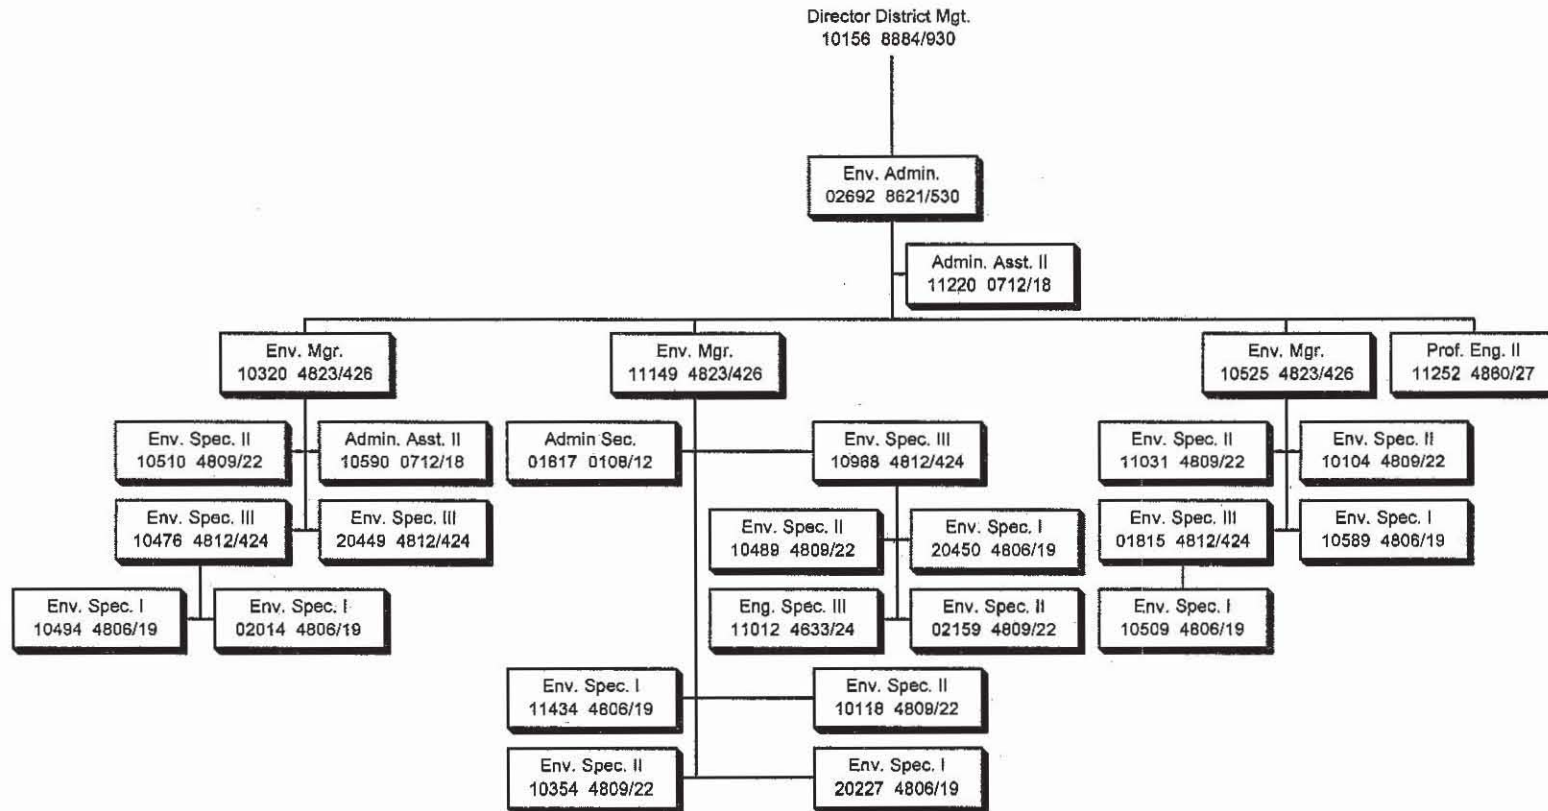 Director District Mgt.
10156 8884/930
Env. Admin.
02692 8621/530
Admin. Asst. II
11220 0712/18
Env. Mgr.
10320 4823/426
Env. Mgr.
11149 4823/426
Env. Mgr.
10525 4823/426
Prof. Eng. II
11252 4860/27
Env. Spec. II
10510 4809/22
Admin. Asst. II
10590 0712/18
Admin Sec.
01617 0108/12
Env. Spec. III
10968 4812/424
Env. Spec. II
11031 4809/22
Env. Spec. II
10104 4809/22
Env. Spec. III
10476 4812/424
Env. Spec. III
20449 4812/424
Env. Spec. II
10489 4809/22
Env. Spec. I
20450 4806/19
Env. Spec. III
01815 4812/424
Env. Spec. I
10589 4806/19
Env. Spec. I
10494 4806/19
Env. Spec. I
02014 4806/19
Eng. Spec. III
11012 4633/24
Env. Spec. II
02159 4809/22
Env. Spec. I
10509 4806/19
Env. Spec. I
11434 4806/19
Env. Spec. II
10118 4809/22
Env. Spec. II
10354 4809/22
Env. Spec. I
20227 4806/19